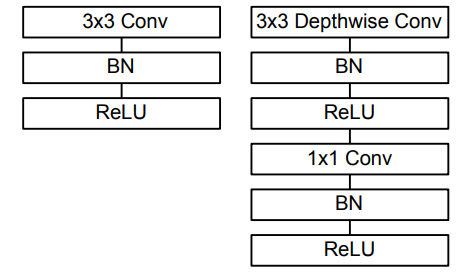 3x3 Conv
BN
ReLU
3x3 Depthwise Conv
BN
ReLU
1x1 Conv
BN
ReLU